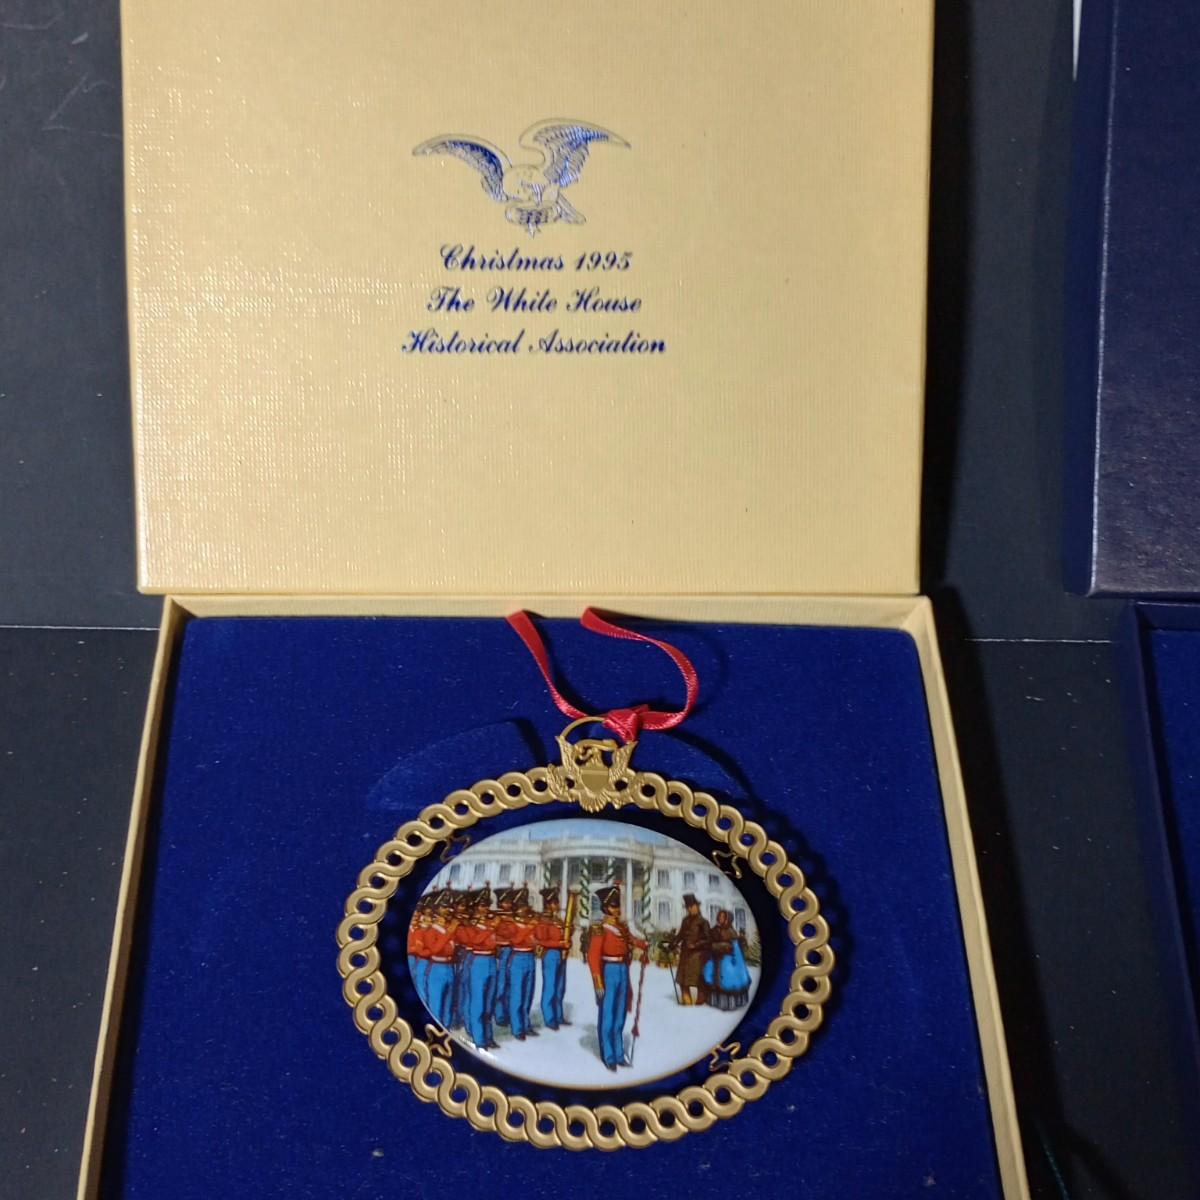 Christmas 1995
The White House
Historical Association